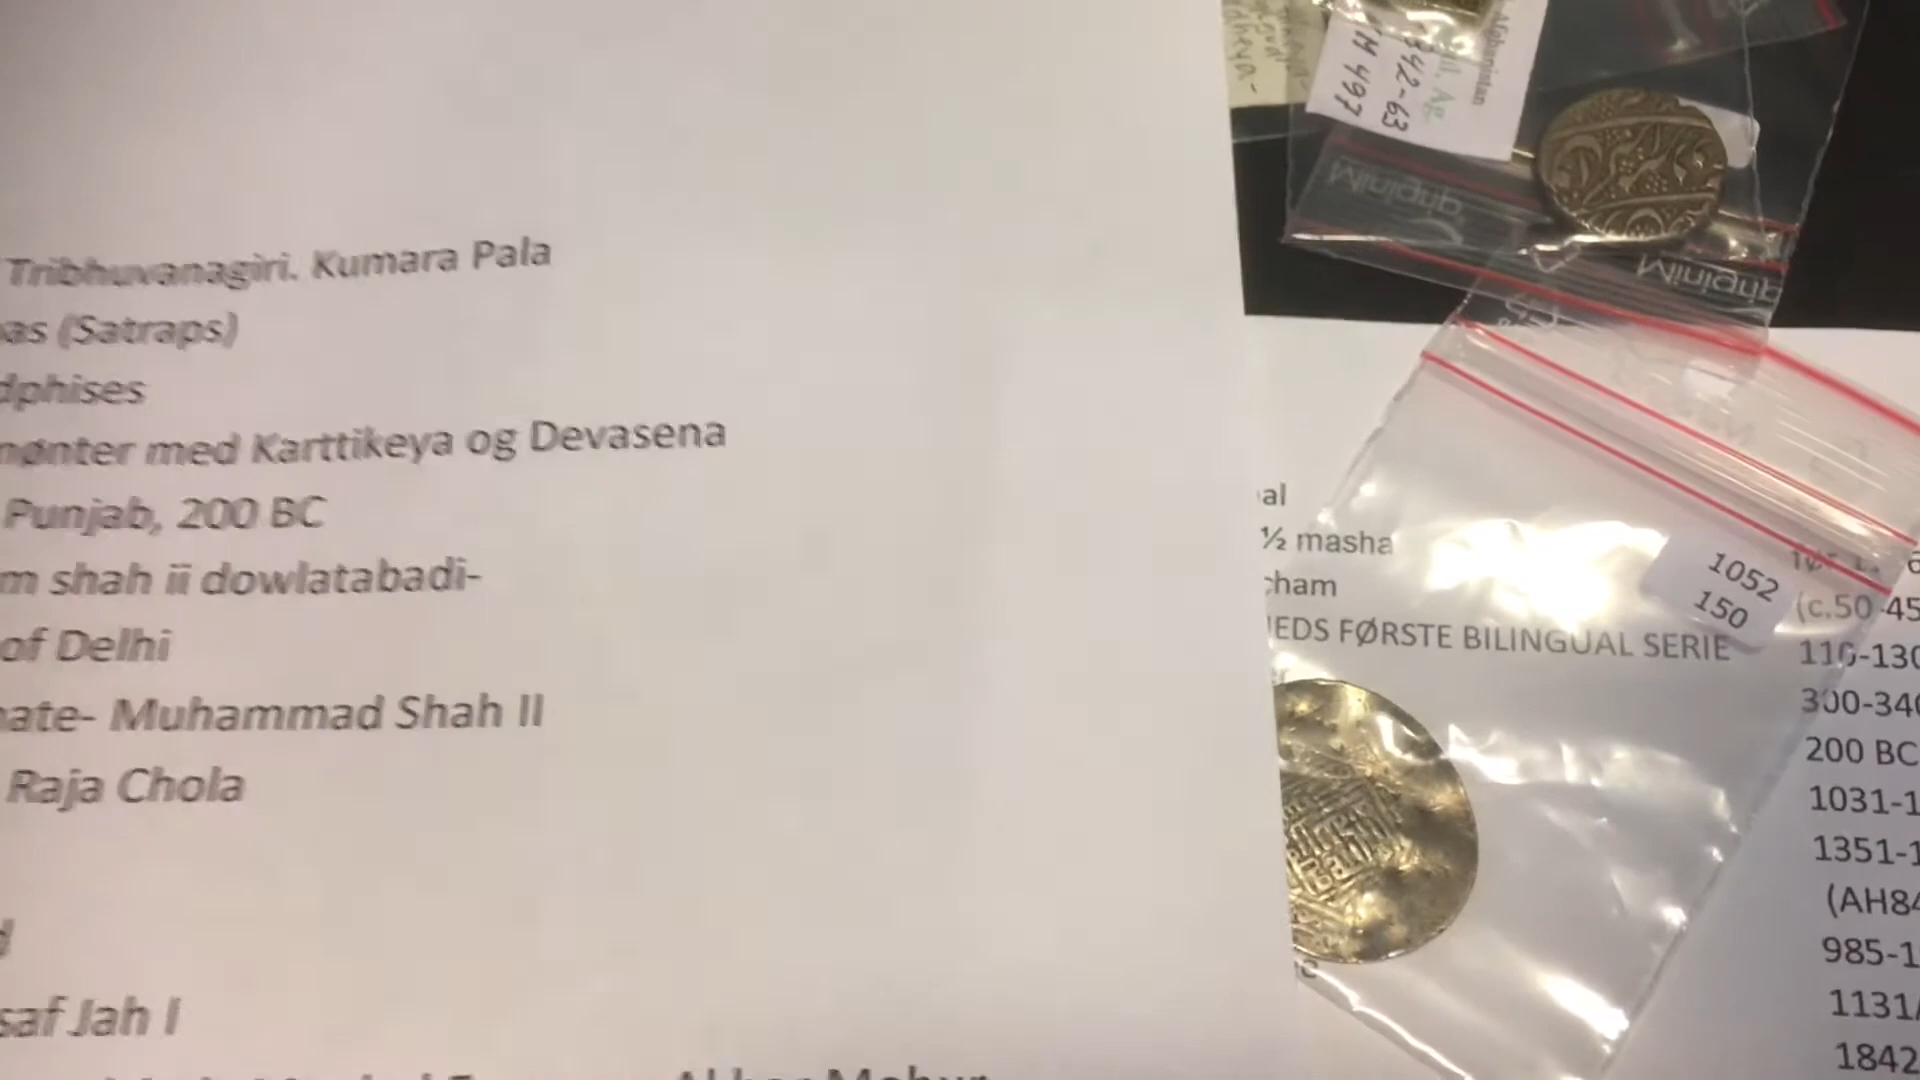 Tribhuvanagiri. Kumara Pala
as (Satraps)
dphises
nønter med Karttikeya og Devasena
Punjab, 200 BC
m shah ii dowlatabadi-
of Delhi
ate- Muhammad Shah II
Raja Chola
d
saf Jah I
Afghanistan
342-63
KM 497
Minigrip
Minigrip
al
½ masha
cham
EDS FØRSTE BILINGUAL SERIE
1052
150
(c.50-45
110-130
300-340
200 BC
1031-1
1351-1
(AH84
985-1
1131/
1842